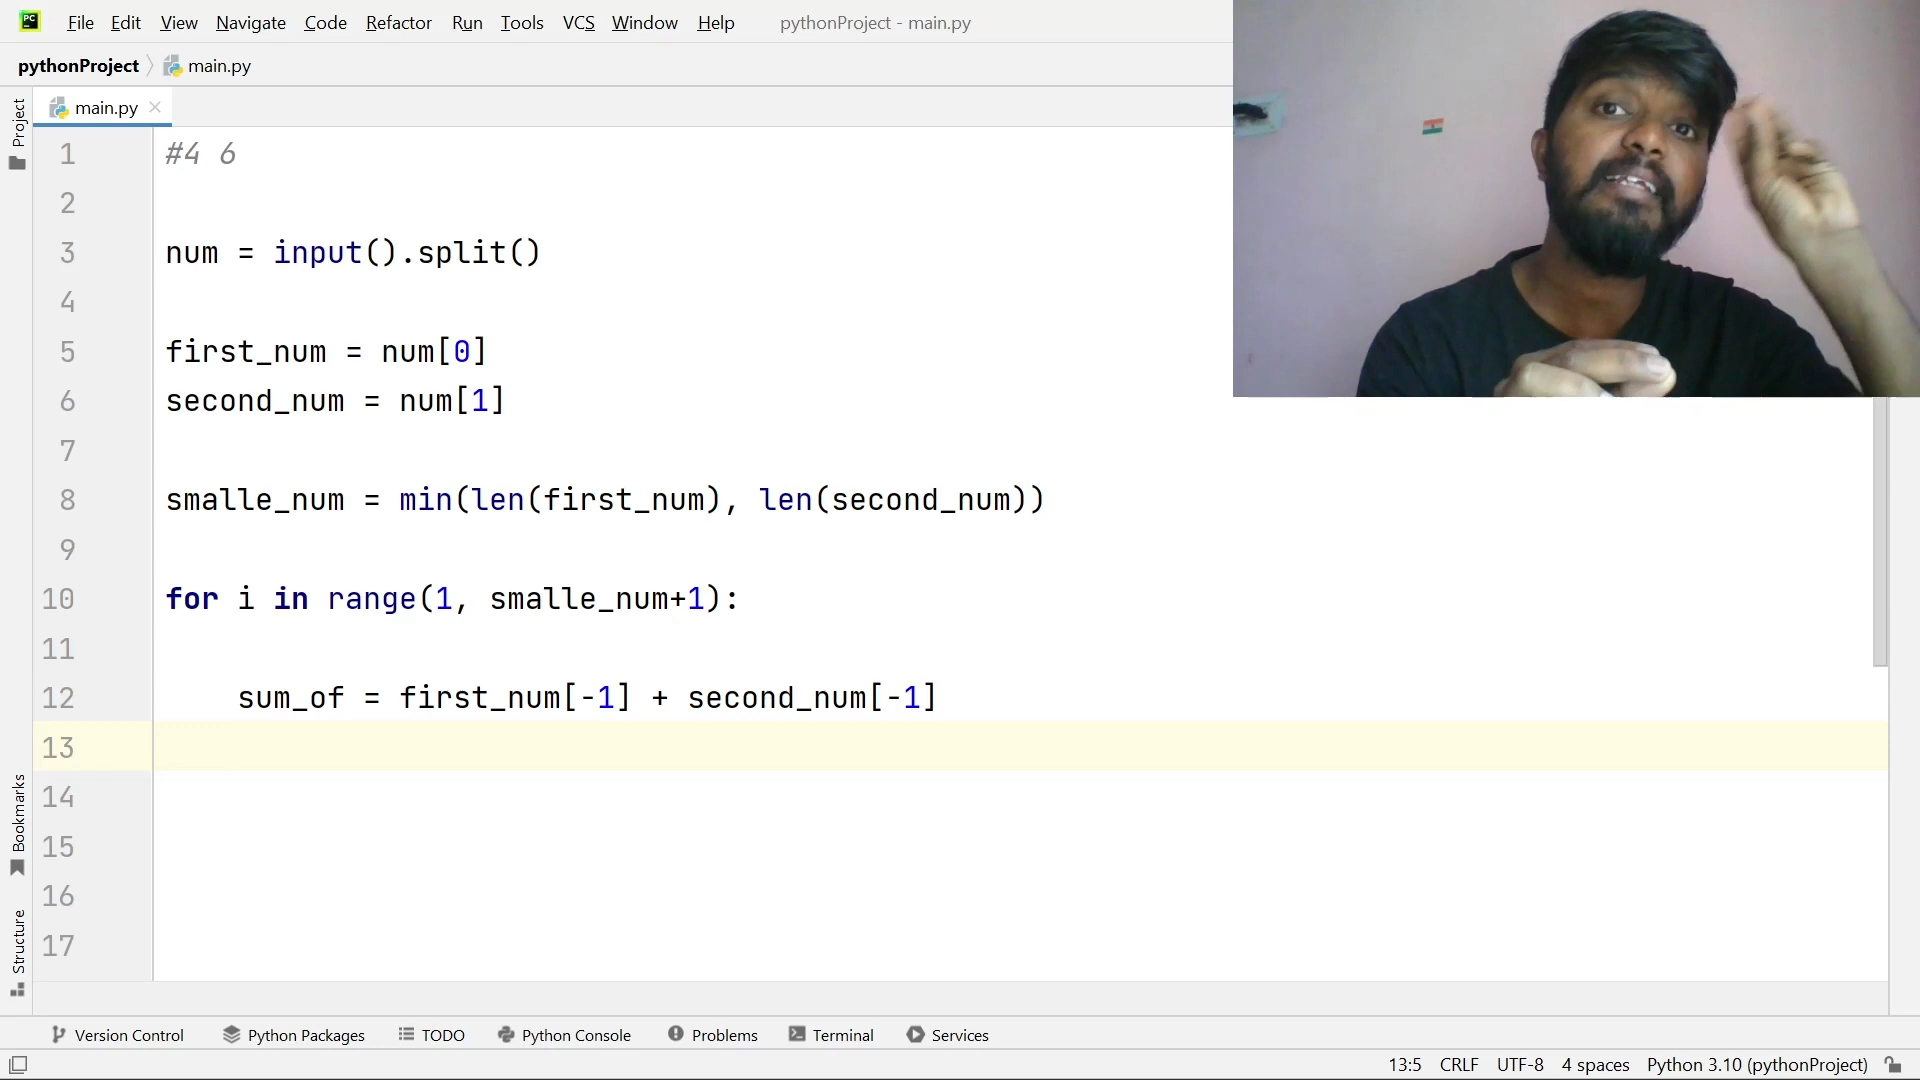 PC File Edit View Navigate Code Refactor Run Tools VCS Window Help pythonProject - main.py
pythonProject main.py
Project
main.py
1 #4 6
2
3 num = input().split()
4
5 first_num = num[0]
6 second_num = num[1]
7
8 smalle_num = min(len(first_num), len(second_num))
9
10 for i in range(1, smalle_num+1):
11
12 sum_of = first_num[-1] + second_num[-1]
13
14
15
16
17
Bookmarks
Structure
Version Control Python Packages TODO Python Console Problems Terminal Services
13:5 CRLF UTF-8 4 spaces Python 3.10 (pythonProject)